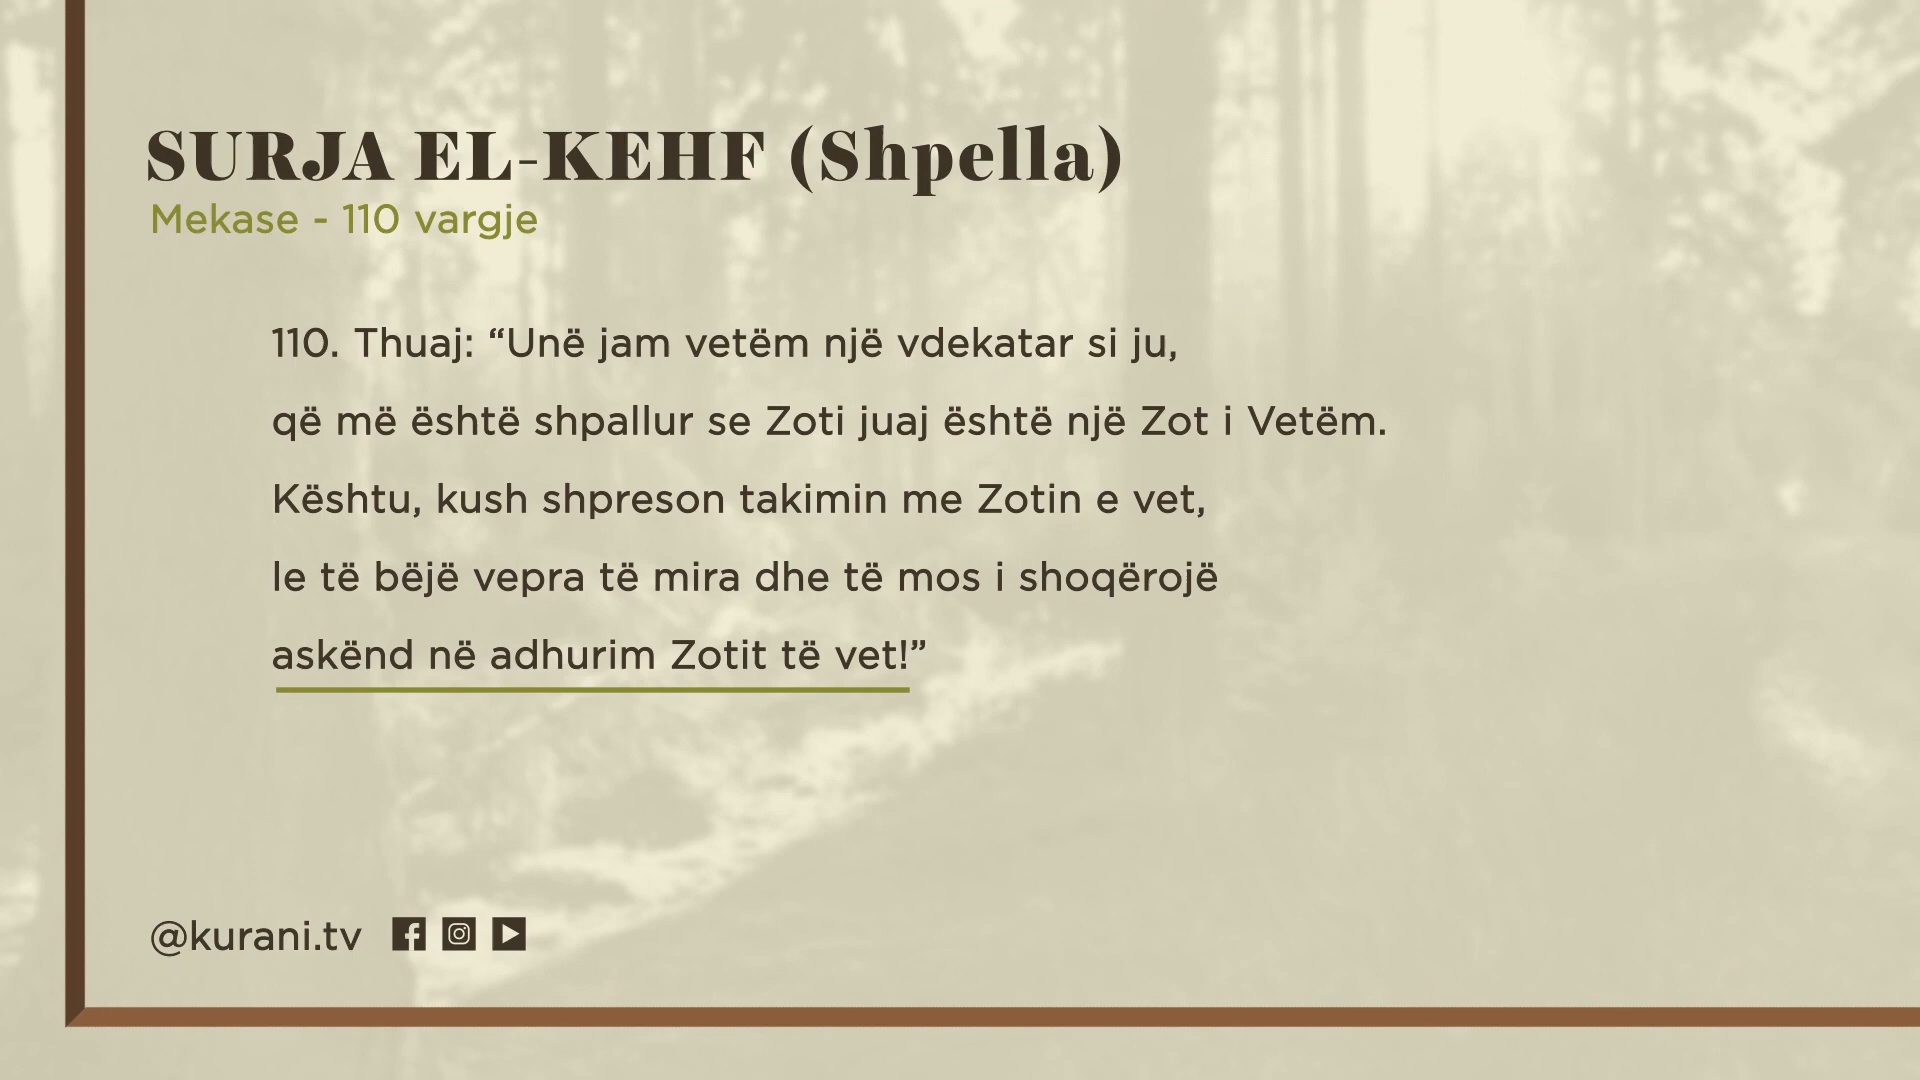 SURJA EL-KEHF (Shpella)
Mekase - 110 vargje
110. Thuaj: “Unë jam vetëm një vdekatar si ju,
që më është shpallur se Zoti juaj është një Zot i Vetëm.
Kështu, kush shpreson takimin me Zotin e vet,
le të bëjë vepra të mira dhe të mos i shoqërojë
askënd në adhurim Zotit të vet!”
@kurani.tv